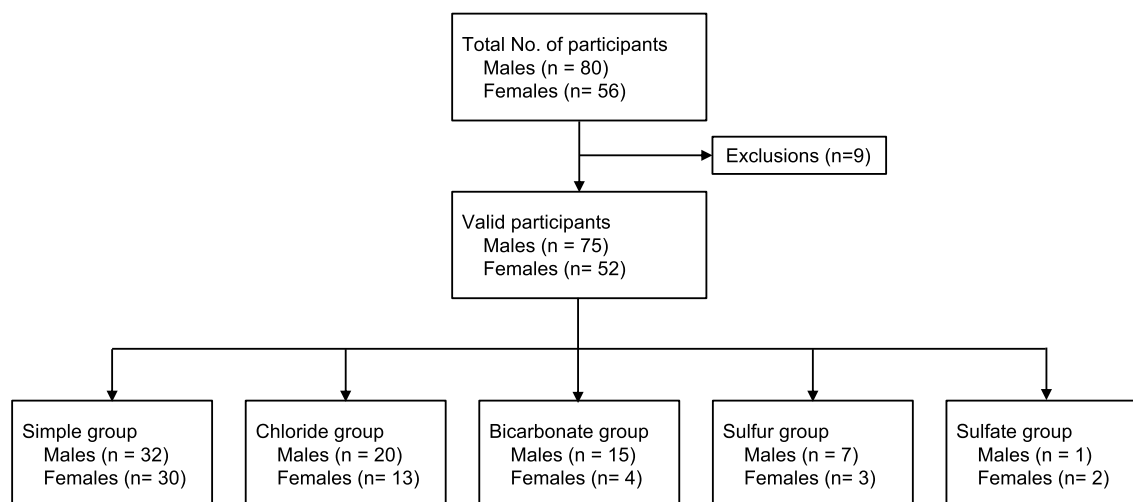 Total No. of participants
Males (n = 80)
Females (n= 56)
Exclusions (n=9)
Valid participants
Males (n = 75)
Females (n= 52)
Simple group
Males (n = 32)
Females (n= 30)
Chloride group
Males (n = 20)
Females (n= 13)
Bicarbonate group
Males (n = 15)
Females (n= 4)
Sulfur group
Males (n = 7)
Females (n= 3)
Sulfate group
Males (n = 1)
Females (n= 2)